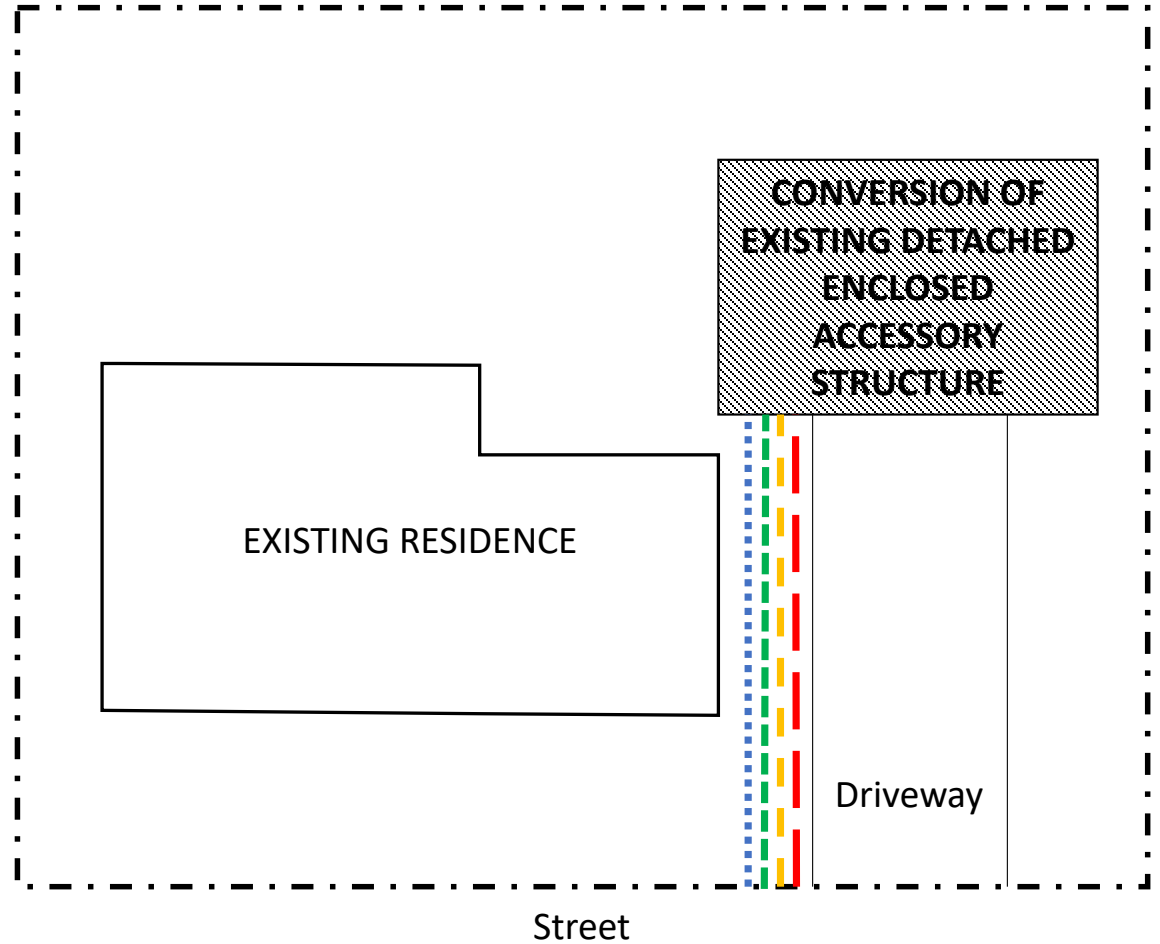 CONVERSION OF
EXISTING DETACHED
ENCLOSED
ACCESSORY
STRUCTURE
EXISTING RESIDENCE
Driveway
Street